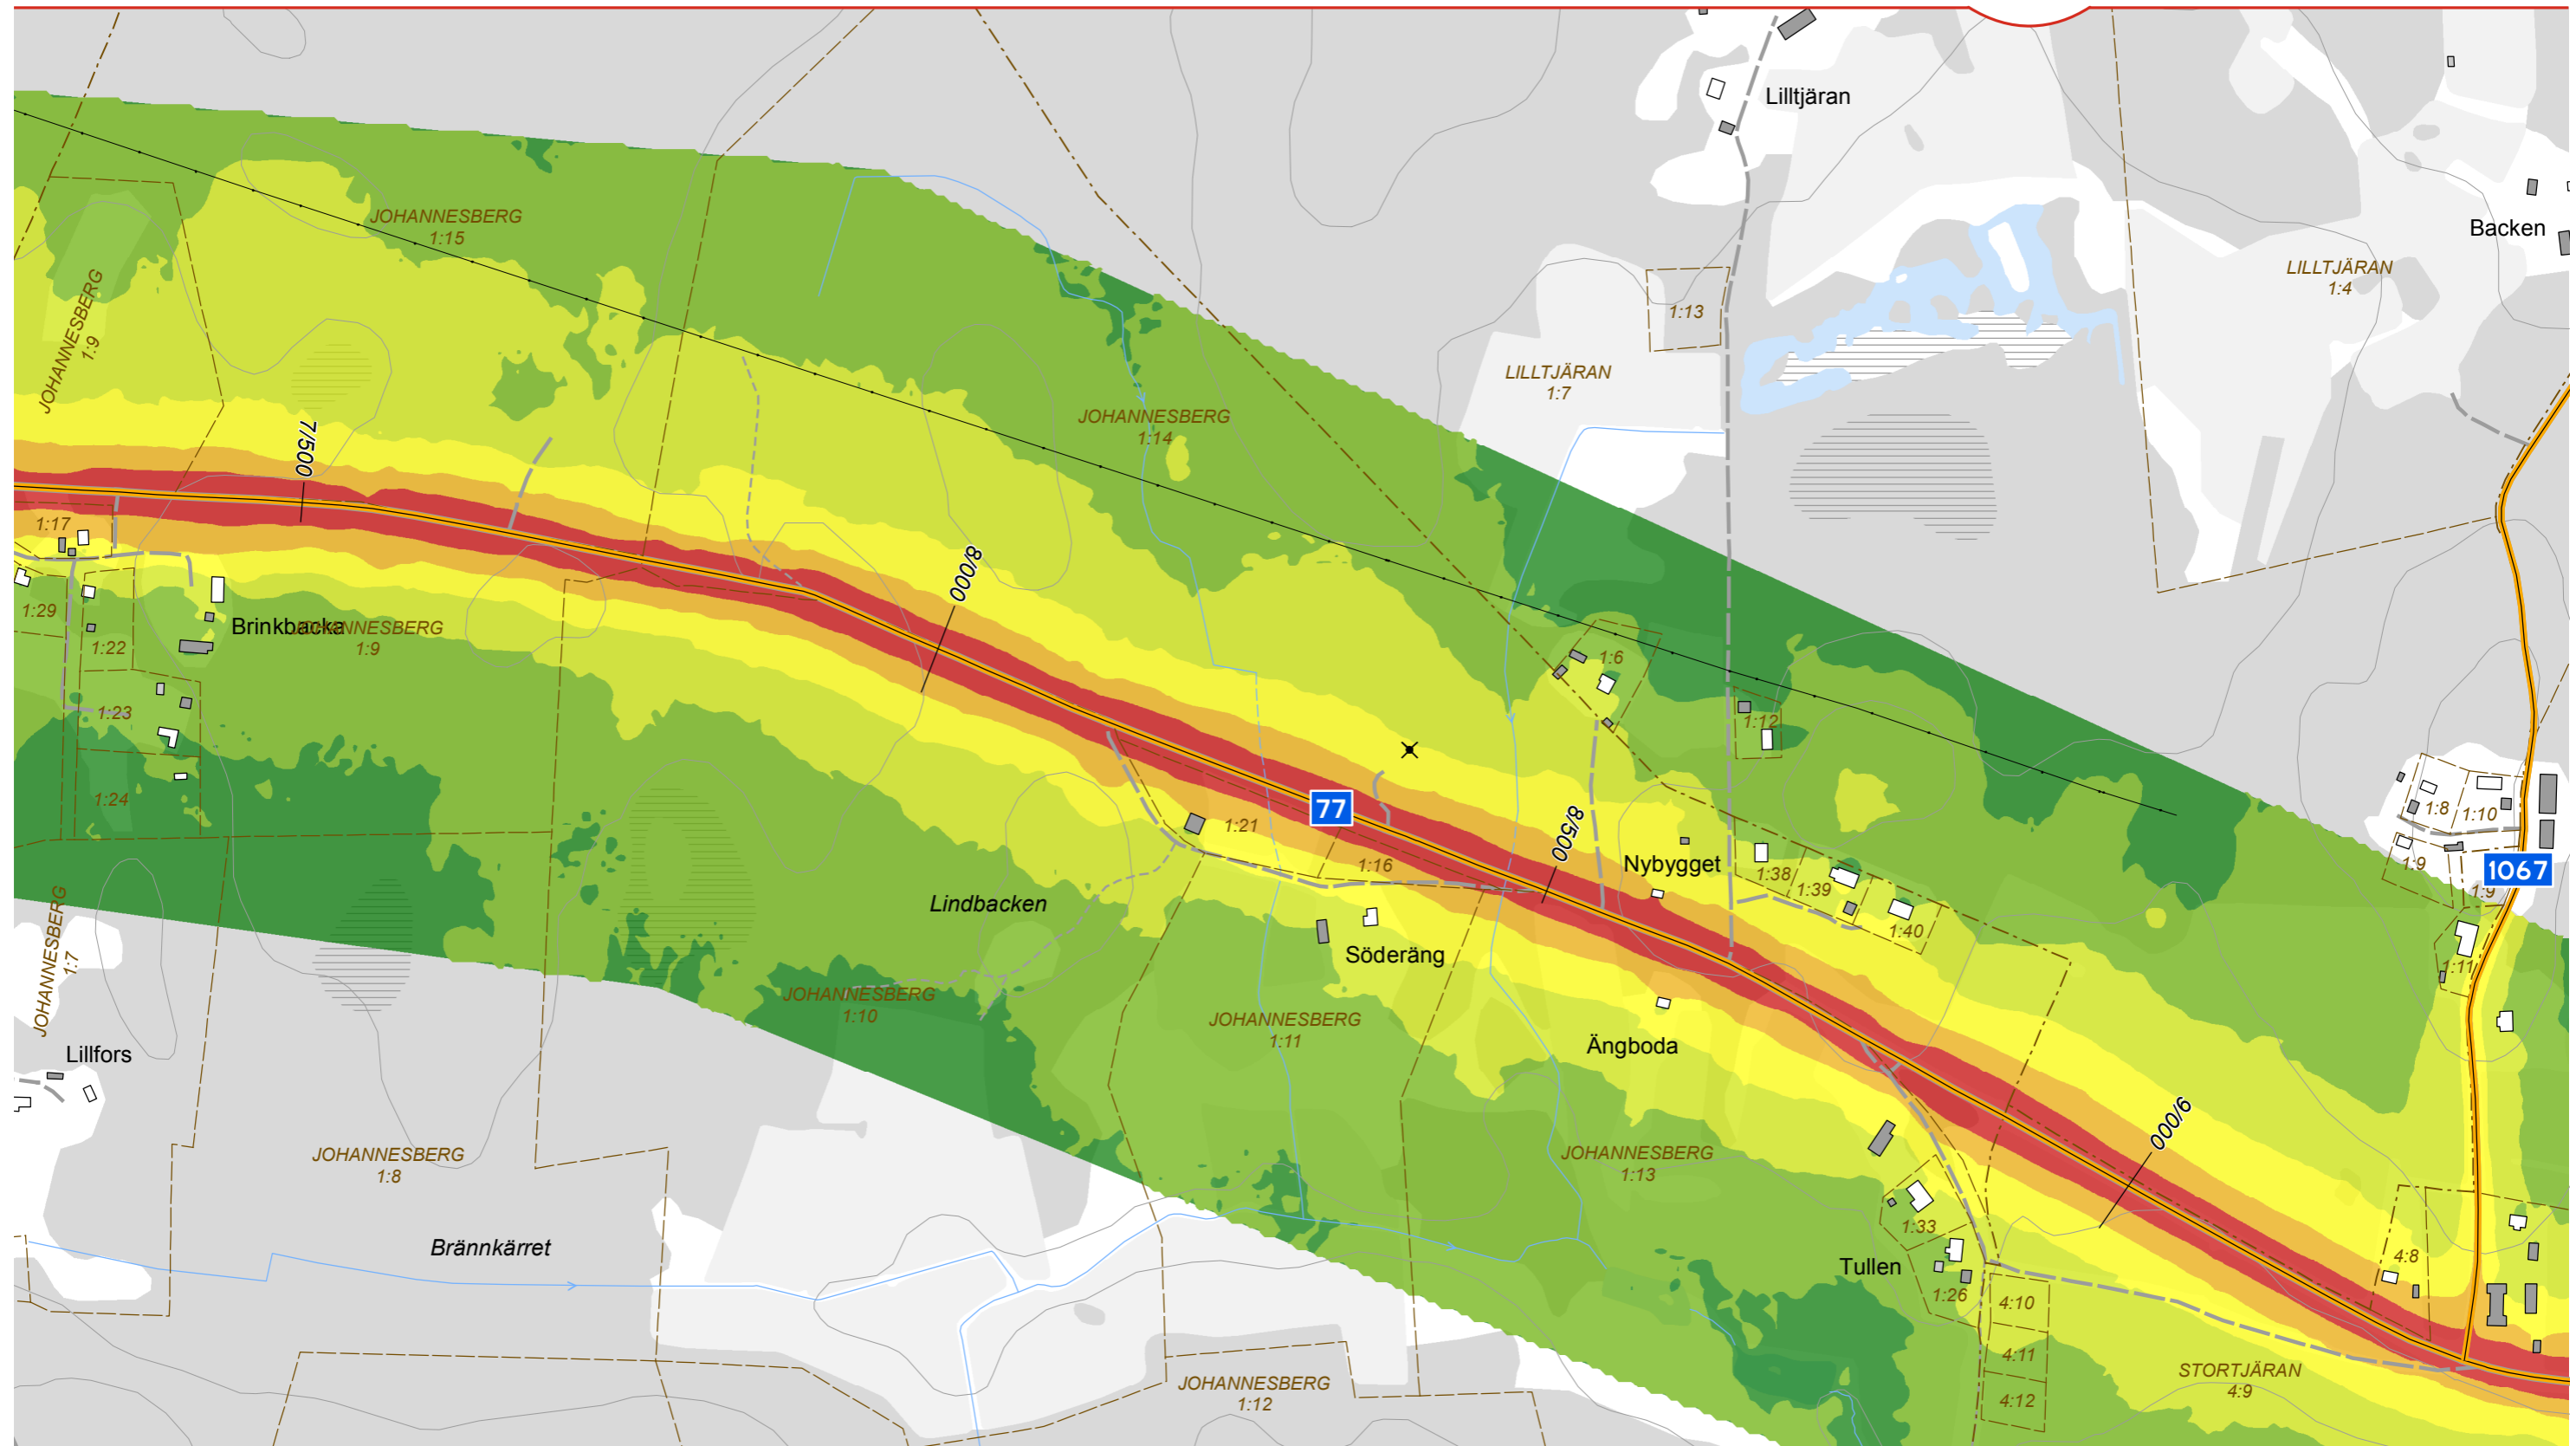 Lilltjäran
JOHANNESBERG
1:15
Backen
LILLTJÄRAN
1:4
JOHANNESBERG
1:9
1:13
LILLTJÄRAN
1:7
JOHANNESBERG
1:14
7/500
1:17
8/000
1:29
Brinkbacka
JOHANNESBERG
1:9
1:22
1:6
1:23
1:12
1:24
77
1:21
1:16
8/500
Nybygget
1:38
1:39
1:40
1:8
1:10
1:9
1067
1:9
1:11
Lindbacken
Söderäng
JOHANNESBERG
1:7
JOHANNESBERG
1:10
JOHANNESBERG
1:11
Ängboda
Lillfors
JOHANNESBERG
1:8
JOHANNESBERG
1:13
9/000
1:33
Brännkärret
Tullen
1:26
4:10
4:8
4:11
4:12
JOHANNESBERG
1:12
STORTJÄRAN
4:9